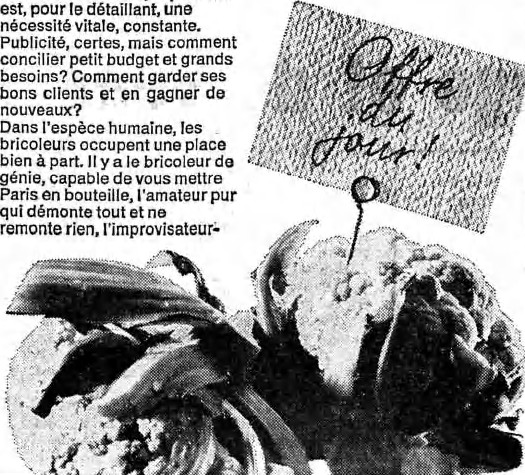 est, pour le détaillant, une
nécessité vitale, constante.
Publicité, certes, mais comment
concilier petit budget et grands
besoins? Comment garder ses
bons clients et en gagner de
nouveaux?
Dans l'espèce humaine, les
bricoleurs occupent une place
bien à part. Il y a le bricoleur de
génie, capable de vous mettre
Paris en bouteille, l'amateur pur
qui démonte tout et ne
remonte rien, l'improvisateur-
Offre
du
jour!